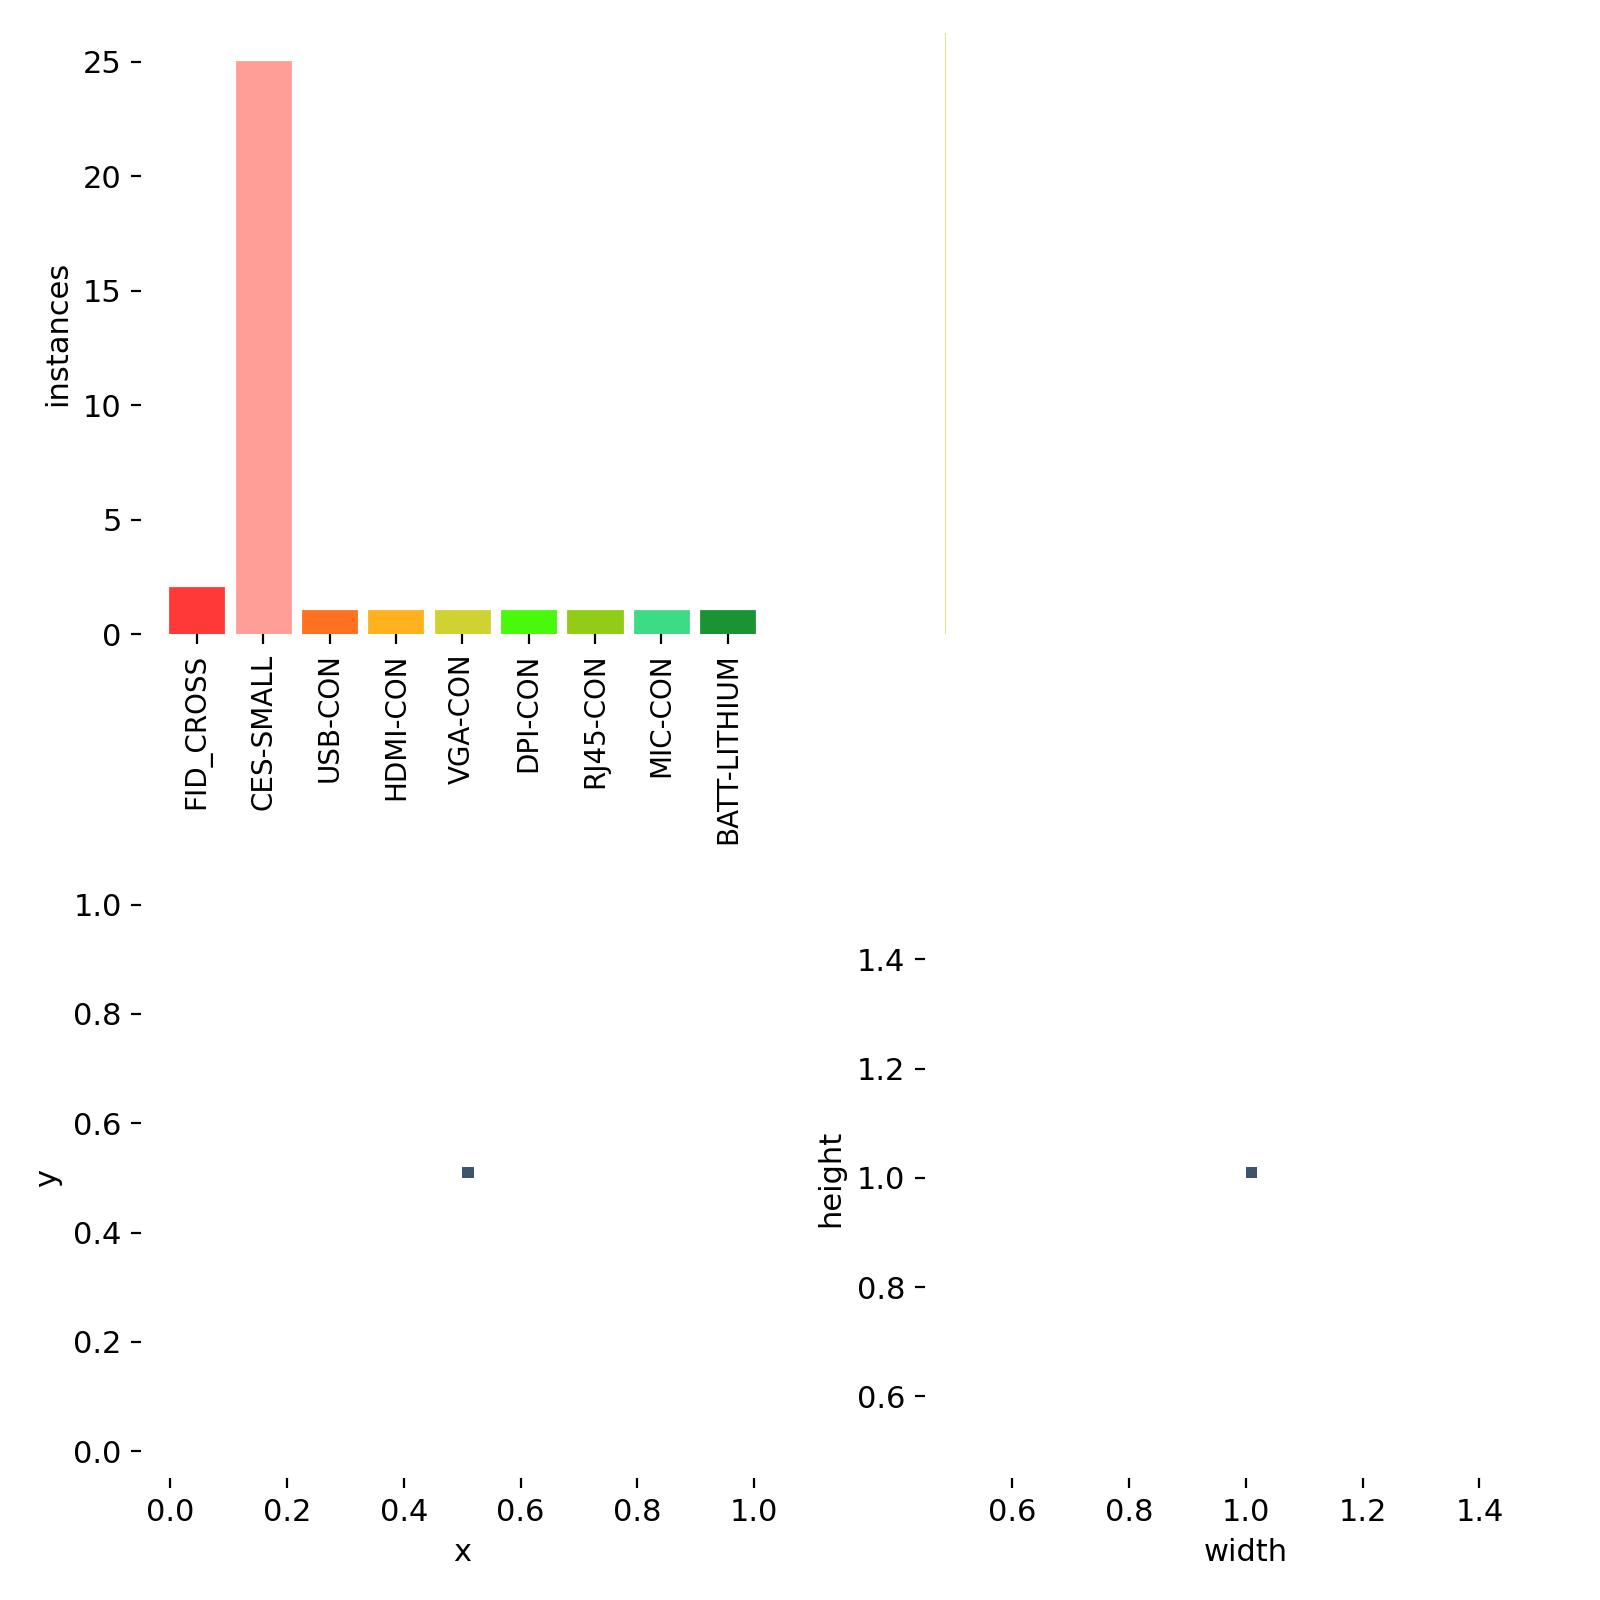 25
20
15
10
5
0
instances
FID_CROSS
CES-SMALL
USB-CON
HDMI-CON
VGA-CON
DPI-CON
RJ45-CON
MIC-CON
BATT-LITHIUM
1.0
0.8
0.6
0.4
0.2
0.0
y
0.0 0.2 0.4 0.6 0.8 1.0
x
1.4
1.2
1.0
0.8
0.6
height
0.6 0.8 1.0 1.2 1.4
width